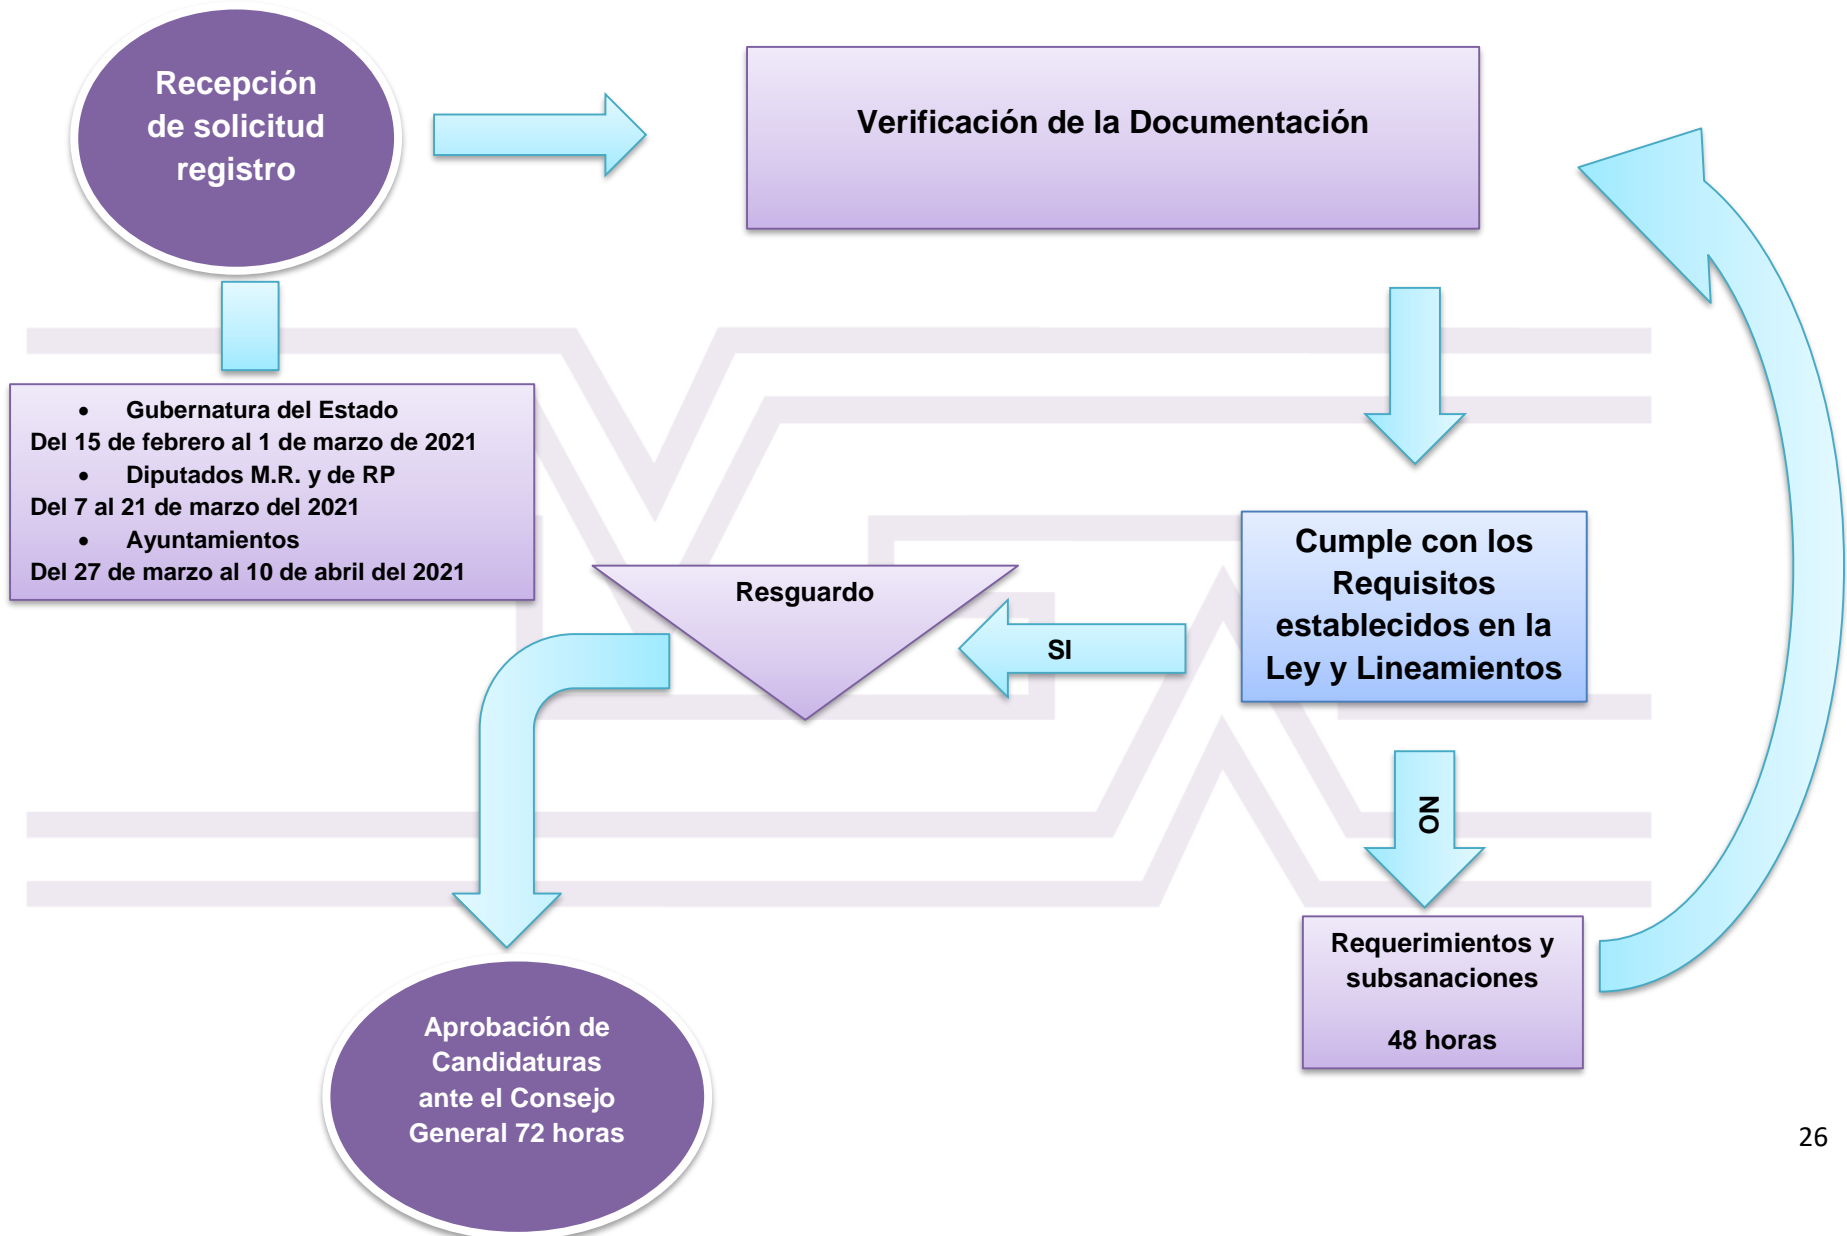 Recepción
de solicitud
registro
Verificación de la Documentación
• Gubernatura del Estado
Del 15 de febrero al 1 de marzo de 2021
• Diputados M.R. y de RP
Del 7 al 21 de marzo del 2021
• Ayuntamientos
Del 27 de marzo al 10 de abril del 2021
Cumple con los
Requisitos
establecidos en la
Ley y Lineamientos
SI
Resguardo
NO
Requerimientos y
subsanaciones
48 horas
Aprobación de
Candidaturas
ante el Consejo
General 72 horas
26